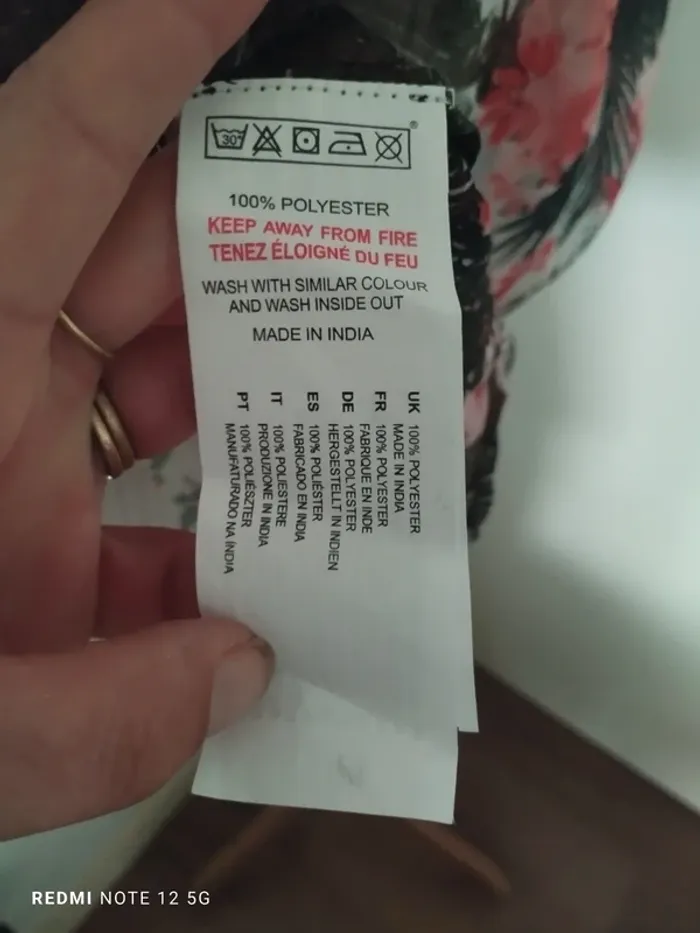 30°
®
100% POLYESTER
KEEP AWAY FROM FIRE
TENEZ ÉLOIGNÉ DU FEU
WASH WITH SIMILAR COLOUR
AND WASH INSIDE OUT
MADE IN INDIA
UK 100% POLYESTER
MADE IN INDIA
FR 100% POLYESTER
FABRIQUE EN INDE
DE 100% POLYESTER
HERGESTELLT IN INDIEN
ES 100% POLIÉSTER
FABRICADO EN INDIA
IT 100% POLIESTERE
PRODUZIONE IN INDIA
PT 100% POLIÉSZTER
MANUFATURADO NA ÍNDIA
REDMI NOTE 12 5G